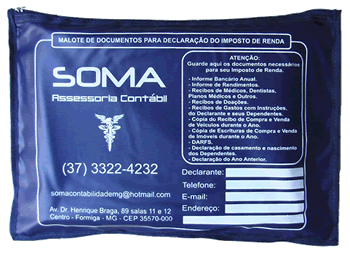 MALOTE DE DOCUMENTOS PARA DECLARAÇÃO DO IMPOSTO DE RENDA
SOMA
Assessoria Contábil
(37) 3322-4232
somacontabilidademg@hotmail.com
Av. Dr. Henrique Braga, 89 salas 11 e 12
Centro - Formiga - MG - CEP 35570-000
ATENÇÃO:
Guarde aqui os documentos necessários
para seu Imposto de Renda.
- Informe Bancário Anual.
- Informe de Rendimentos.
- Recibos de Médicos, Dentistas,
Planos Médicos e Outros.
- Recibos de Doações.
- Recibos de Gastos com Instruções,
do Declarante e seus Dependentes.
- Cópia do Recibo de Compra e Venda
de Veículos durante o Ano.
- Cópia de Escrituras de Compra e Venda
de Imóveis durante o Ano.
- DARFS.
- Declaração de casamento e nascimento
dos Dependentes.
- Declaração do Ano Anterior.
Declarante:
Telefone:
E-mail:
Endereço: